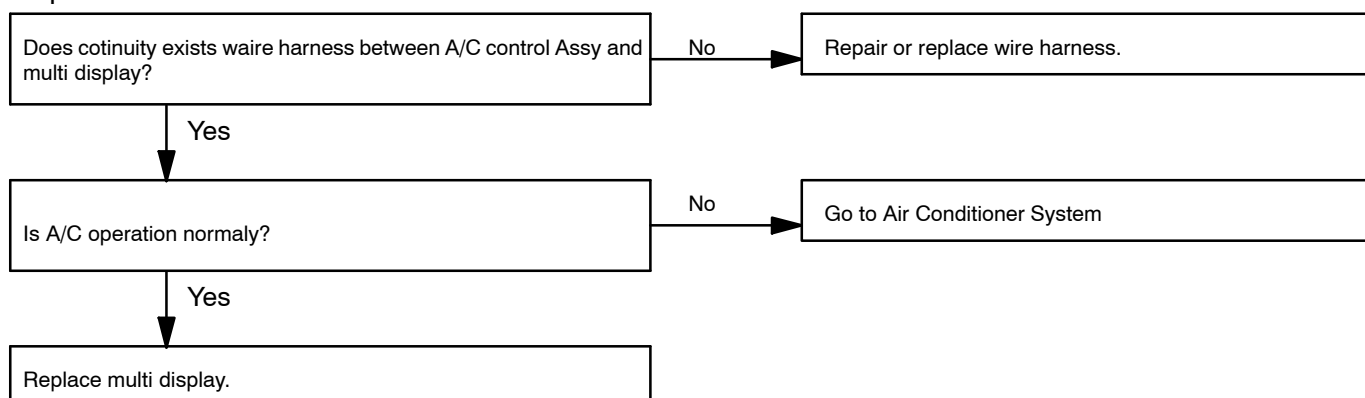 Does cotinuity exists waire harness between A/C control Assy and
multi display?
No
Repair or replace wire harness.
Yes
Is A/C operation normaly?
No
Go to Air Conditioner System
Yes
Replace multi display.